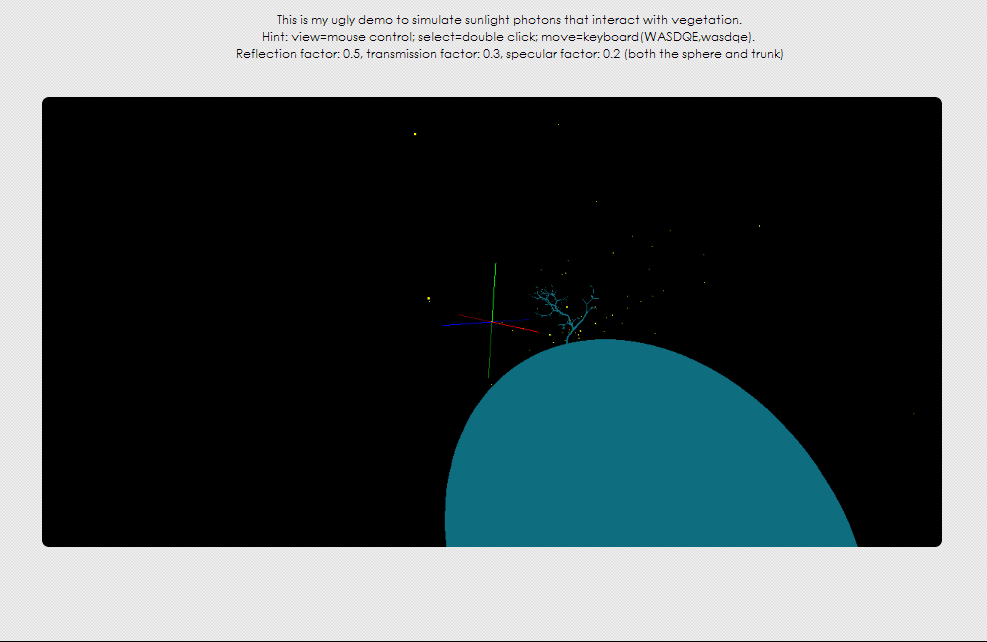 This is my ugly demo to simulate sunlight photons that interact with vegetation.
Hint: view=mouse control; select=double click; move=keyboard(WASDQE,wasdqe).
Reflection factor: 0.5, transmission factor: 0.3, specular factor: 0.2 (both the sphere and trunk)